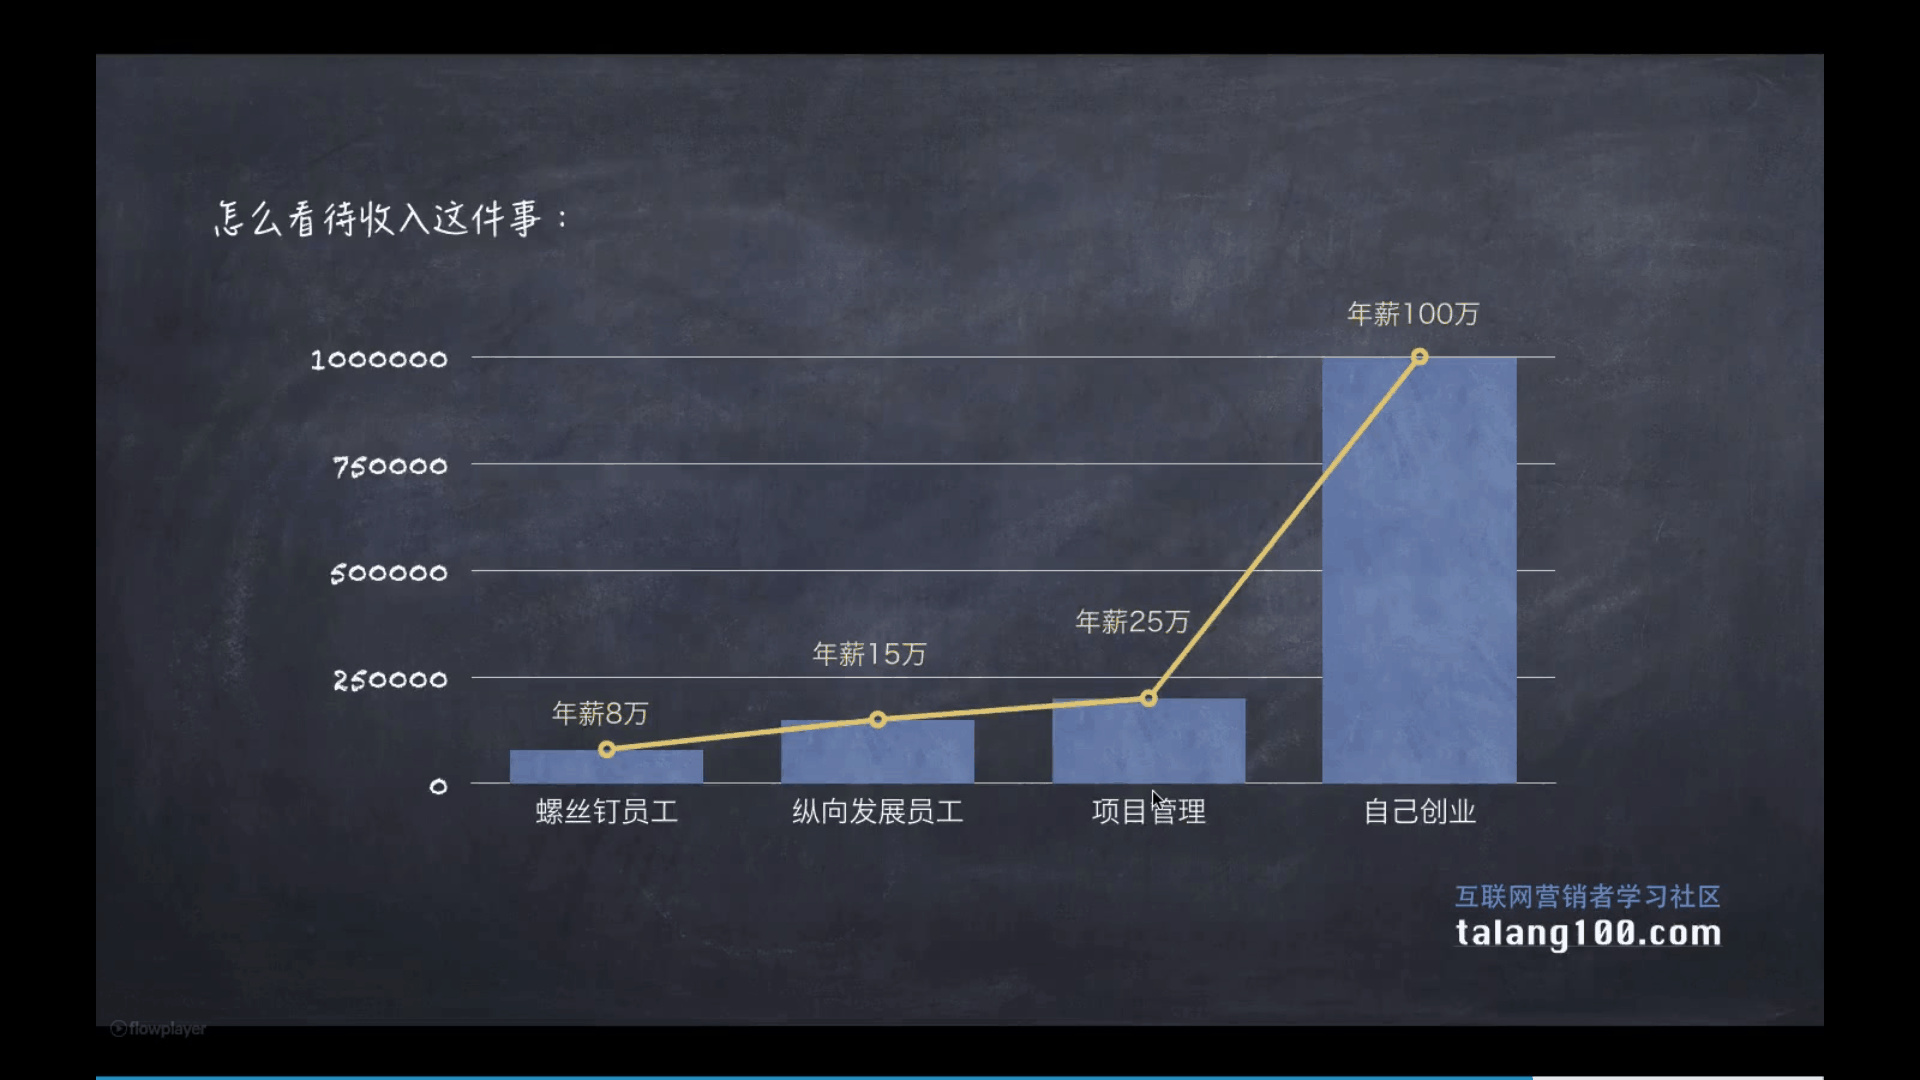 怎么看待收入这件事：
年薪100万
1000000
750000
500000
年薪25万
年薪15万
250000
年薪8万
0
螺丝钉员工 纵向发展员工 项目管理 自己创业
互联网营销者学习社区
talang100.com
flowplayer